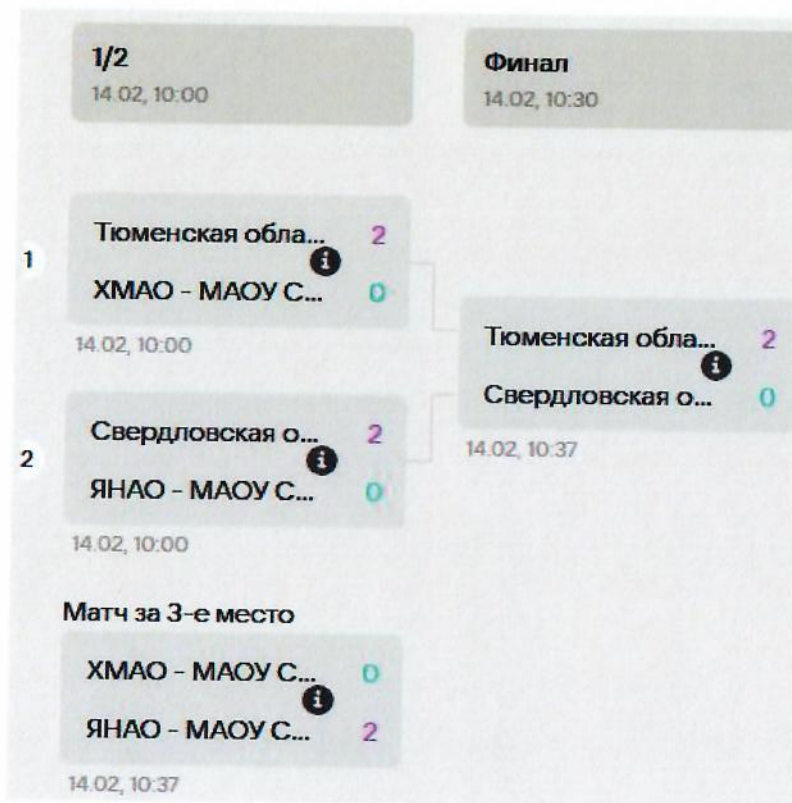 1/2
14.02, 10:00
Финал
14.02, 10:30
1
Тюменская обла... 2
ХМАО - МАОУ С... 0
14.02, 10:00
2
Свердловская о... 2
ЯНАО - МАОУ С... 0
14.02, 10:00
Тюменская обла... 2
Свердловская о... 0
14.02, 10:37
Матч за 3-е место
ХМАО - МАОУ С... 0
ЯНАО - МАОУ С... 2
14.02, 10:37